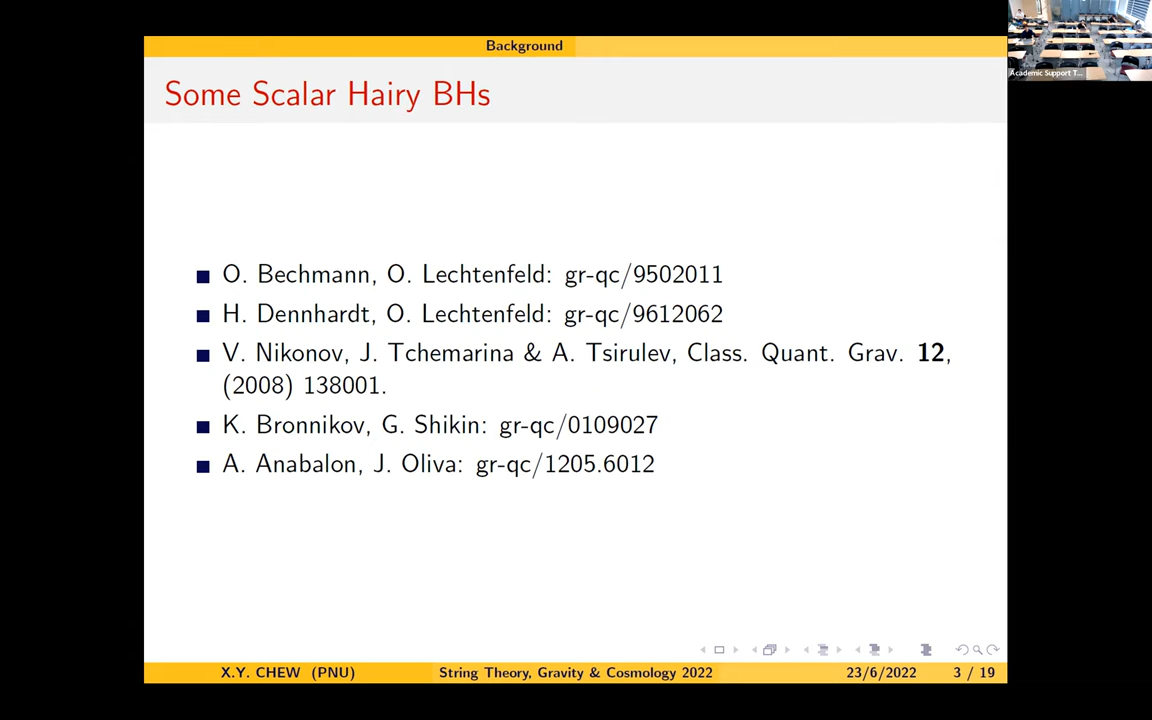 Background
Some Scalar Hairy BHs
O. Bechmann, O. Lechtenfeld: gr-qc/9502011
H. Dennhardt, O. Lechtenfeld: gr-qc/9612062
V. Nikonov, J. Tchemarina & A. Tsirulev, Class. Quant. Grav. 12,
(2008) 138001.
K. Bronnikov, G. Shikin: gr-qc/0109027
A. Anabalon, J. Oliva: gr-qc/1205.6012
X.Y. CHEW (PNU)
String Theory, Gravity & Cosmology 2022
23/6/2022
3 / 19
Academic Support T...